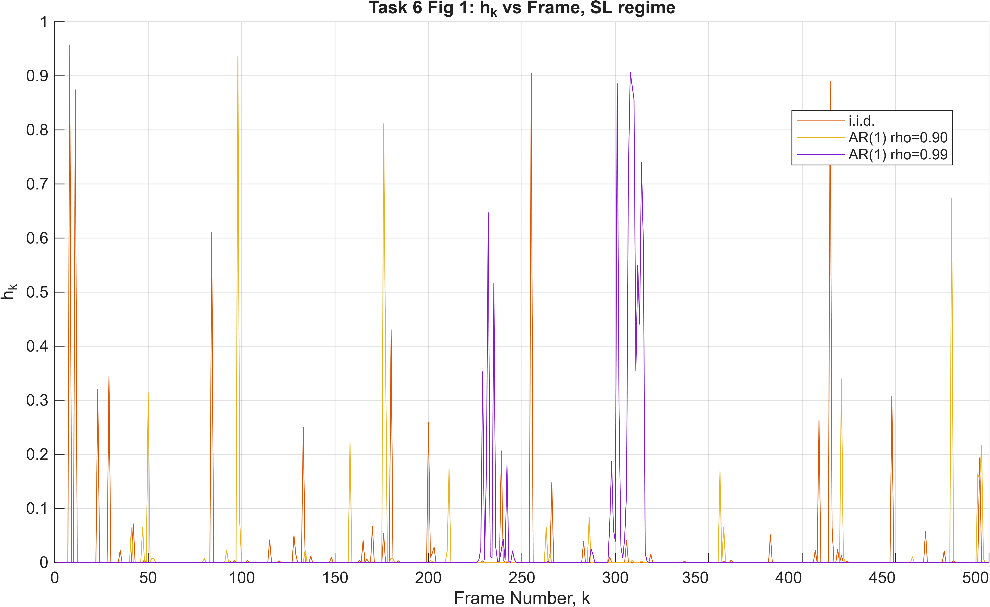 Task 6 Fig 1: hk vs Frame, SL regime
1
0.9
0.8
0.7
0.6
0.5
0.4
0.3
0.2
0.1
0
hk
i.i.d.
AR(1) rho=0.90
AR(1) rho=0.99
0 50 100 150 200 250 300 350 400 450 500
Frame Number, k